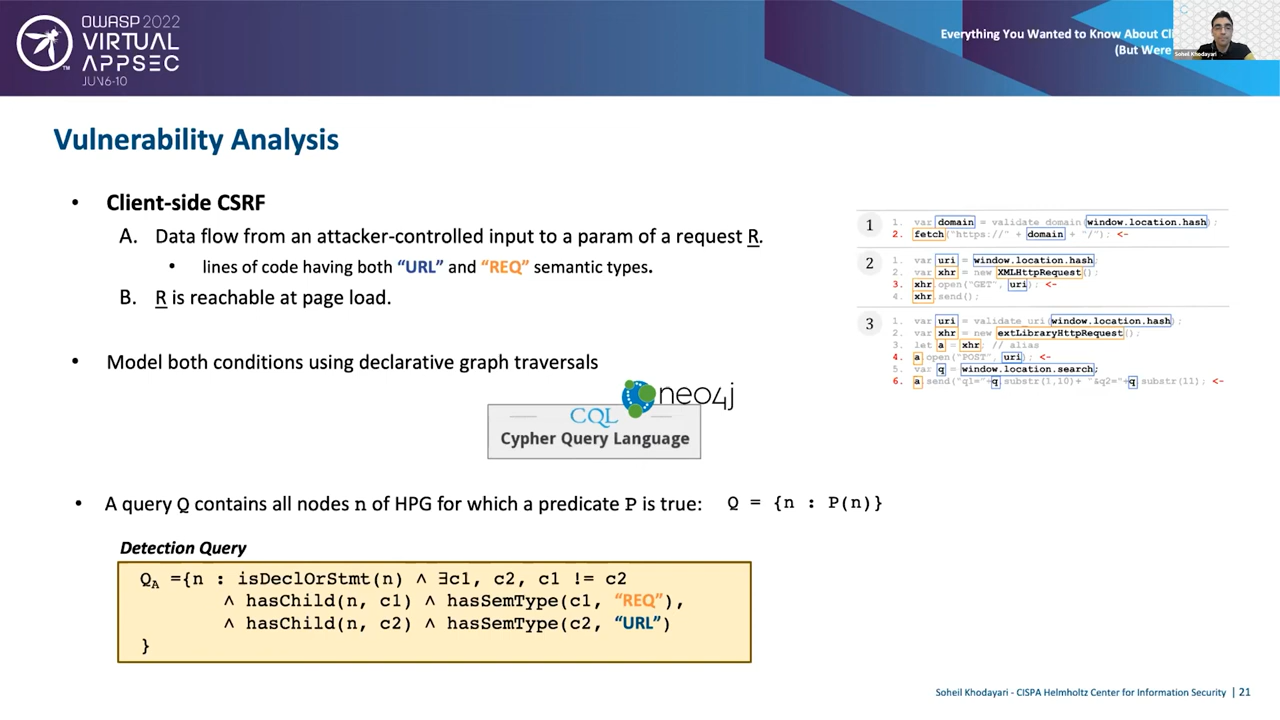 OWASP 2022
VIRTUAL
APPSEC
JUN 6-10
Everything You Wanted to Know About Cli
(But Were
Soheil Khodayari
Vulnerability Analysis
• Client-side CSRF
A. Data flow from an attacker-controlled input to a param of a request R.
• lines of code having both “URL” and “REQ” semantic types.
B. R is reachable at page load.
• Model both conditions using declarative graph traversals
neo4j
CQL
Cypher Query Language
• A query Q contains all nodes n of HPG for which a predicate P is true: Q = {n : P(n)}
Detection Query
QA ={n : isDeclOrStmt(n) ∧ ∃c1, c2, c1 != c2
∧ hasChild(n, c1) ∧ hasSemType(c1, “REQ”),
∧ hasChild(n, c2) ∧ hasSemType(c2, “URL”)
}
1
1. var domain = validate_domain(window.location.hash);
2. fetch("https://" + domain + "/"); <-
2
1. var uri = window.location.hash;
2. var xhr = new XMLHttpRequest();
3. xhr.open("GET", uri); <-
4. xhr.send();
3
1. var uri = validate_uri(window.location.hash);
2. var xhr = new extLibraryHttpRequest();
3. let a = xhr; // alias
4. a.open("POST", uri); <-
5. var q = window.location.search;
6. a.send("q1="+q.substr(1,10)+ "&q2="+q.substr(11); <-
Soheil Khodayari - CISPA Helmholtz Center for Information Security | 21